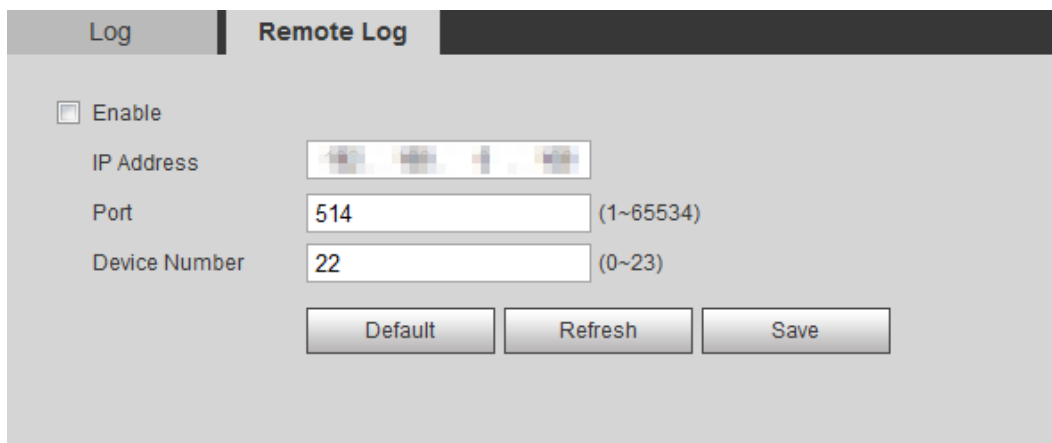 Log Remote Log
Enable
IP Address
Port 514 (1~65534)
Device Number 22 (0~23)
Default Refresh Save